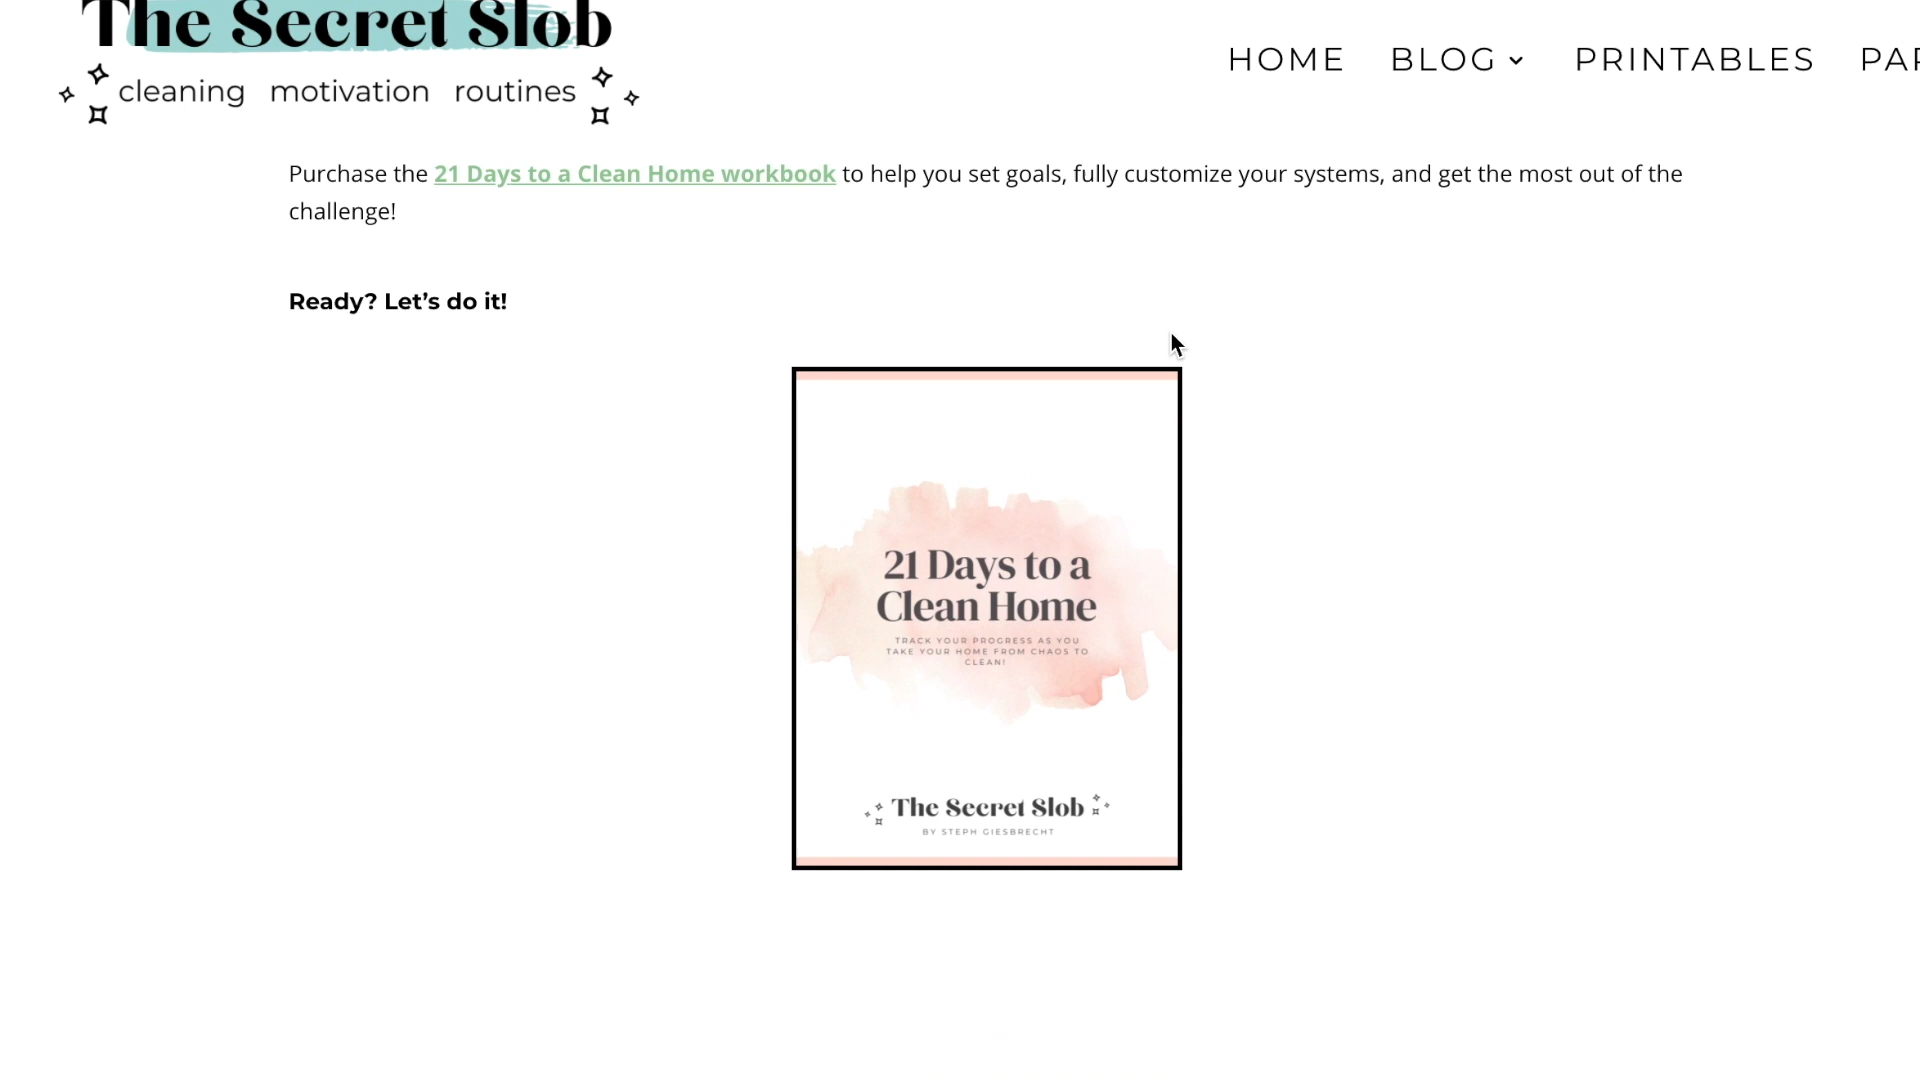 The Secret Slob
cleaning motivation routines
HOME BLOG PRINTABLES PAR
Purchase the 21 Days to a Clean Home workbook to help you set goals, fully customize your systems, and get the most out of the
challenge!
Ready? Let’s do it!
21 Days to a
Clean Home
TRACK YOUR PROGRESS AS YOU
TAKE YOUR HOME FROM CHAOS TO
CLEAN!
The Secret Slob
BY STEPH GIESBRECHT